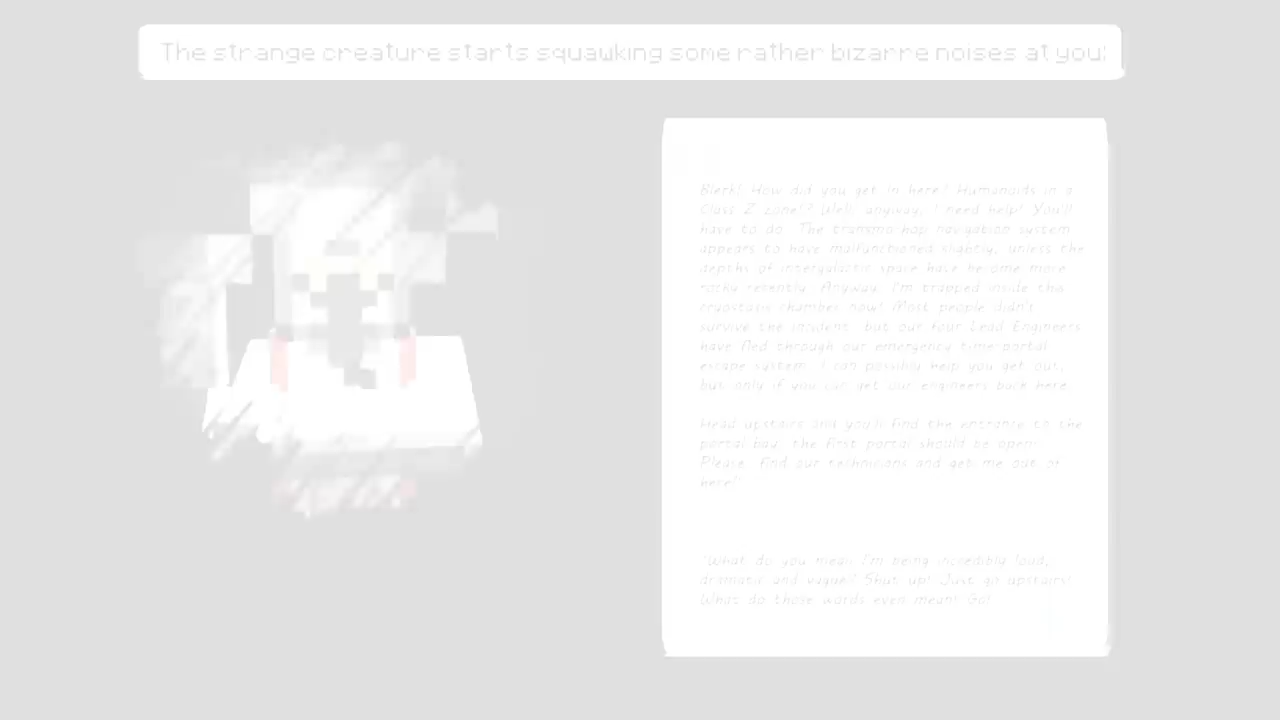 The strange creature starts squawking some rather bizarre noises at you:
Blerk! How did you get in here? Humanoids in a
Class Z zone!? Well, anyway, I need help! You'll
have to do. The transmo-hop navigation system
appears to have malfunctioned slightly, unless the
depths of intergalactic space have become more
rocky recently. Anyway, I'm trapped inside this
cryostasis chamber now! Most people didn't
survive the incident, but our four Lead Engineers
have fled through our emergency time-portal
escape system. I can possibly help you get out,
but only if you can get our engineers back here.
Head upstairs and you'll find the entrance to the
portal bay, the first portal should be open.
Please, find our technicians and get me out of
here!"
"What do you mean I'm being incredibly loud,
dramatic and vague? Shut up! Just go upstairs!
What do those words even mean? Go!